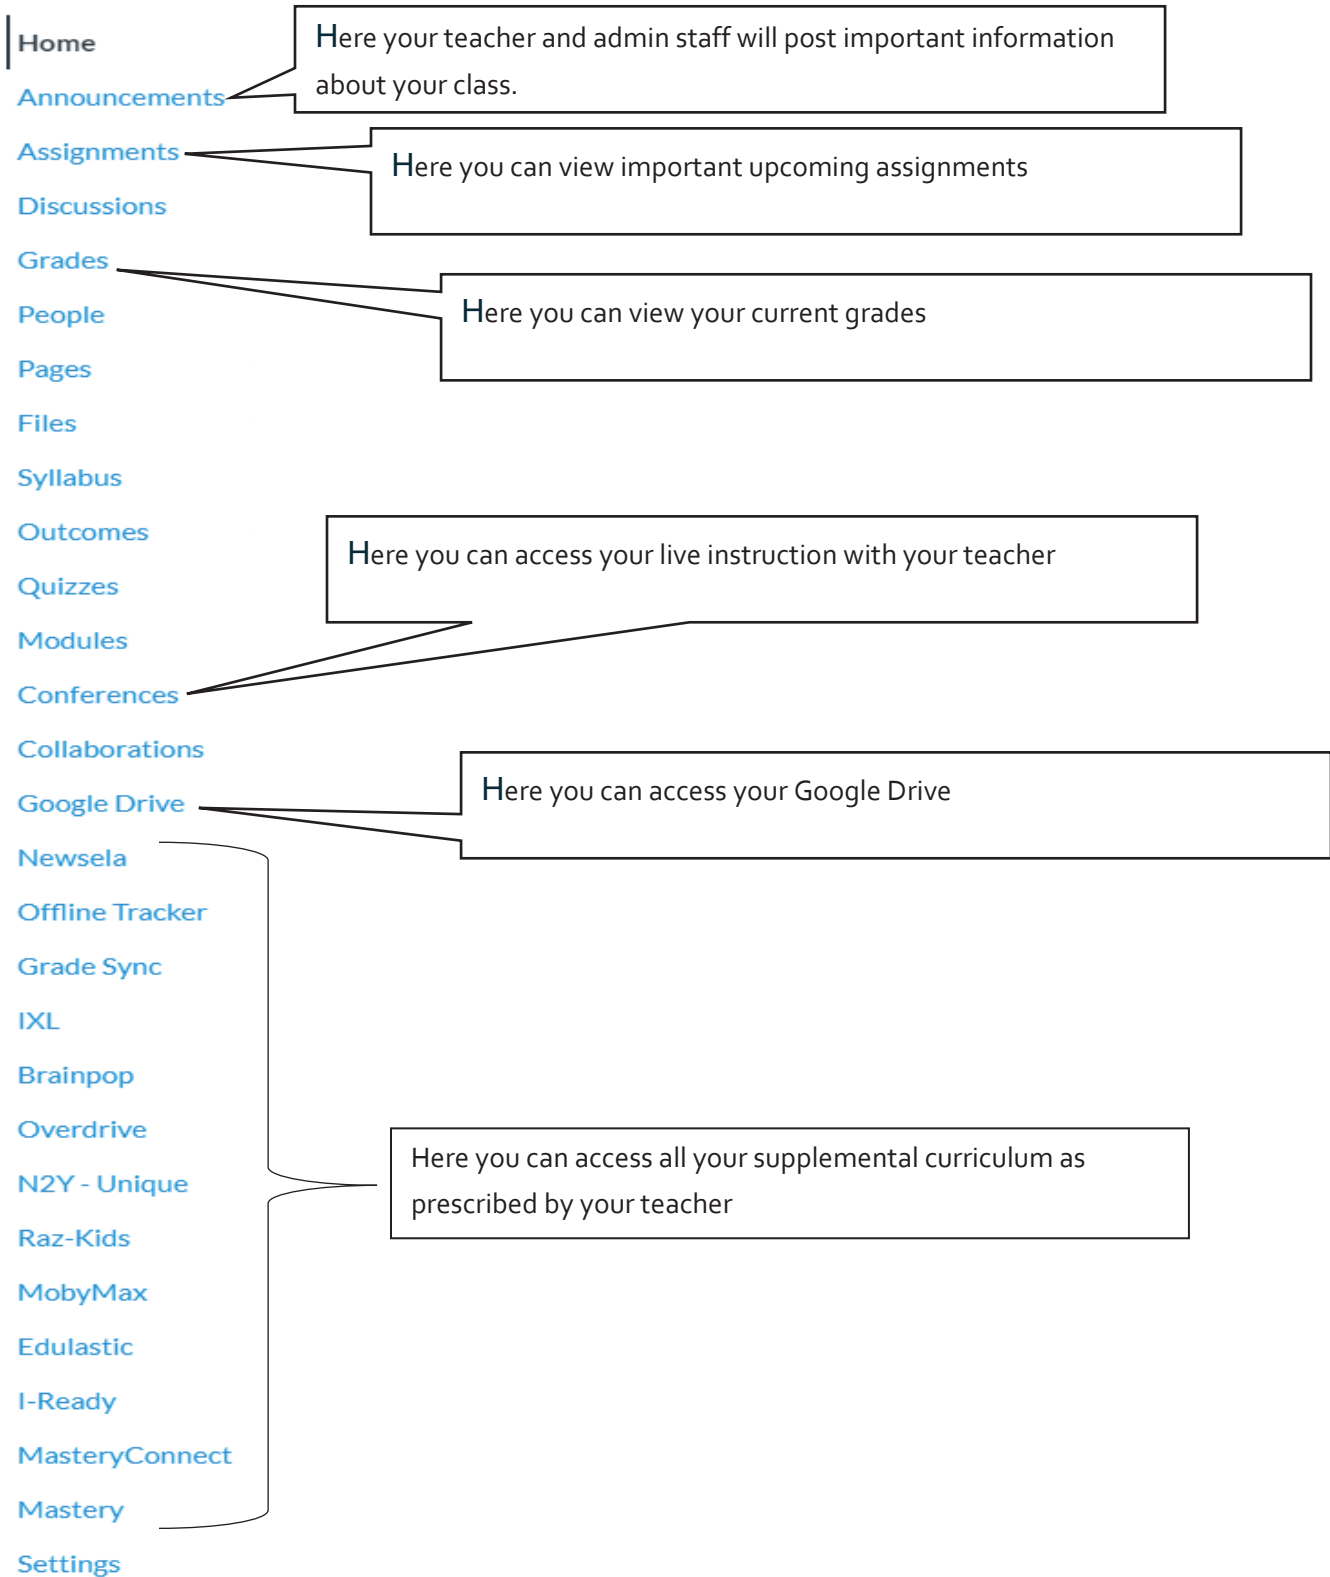 Home
Here your teacher and admin staff will post important information
about your class.
Announcements
Assignments
Here you can view important upcoming assignments
Discussions
Grades
Here you can view your current grades
People
Pages
Files
Syllabus
Outcomes
Here you can access your live instruction with your teacher
Quizzes
Modules
Conferences
Collaborations
Google Drive
Here you can access your Google Drive
Newsela
Offline Tracker
Grade Sync
IXL
Brainpop
Overdrive
Here you can access all your supplemental curriculum as
prescribed by your teacher
N2Y - Unique
Raz-Kids
MobyMax
Edulastic
I-Ready
MasteryConnect
Mastery
Settings